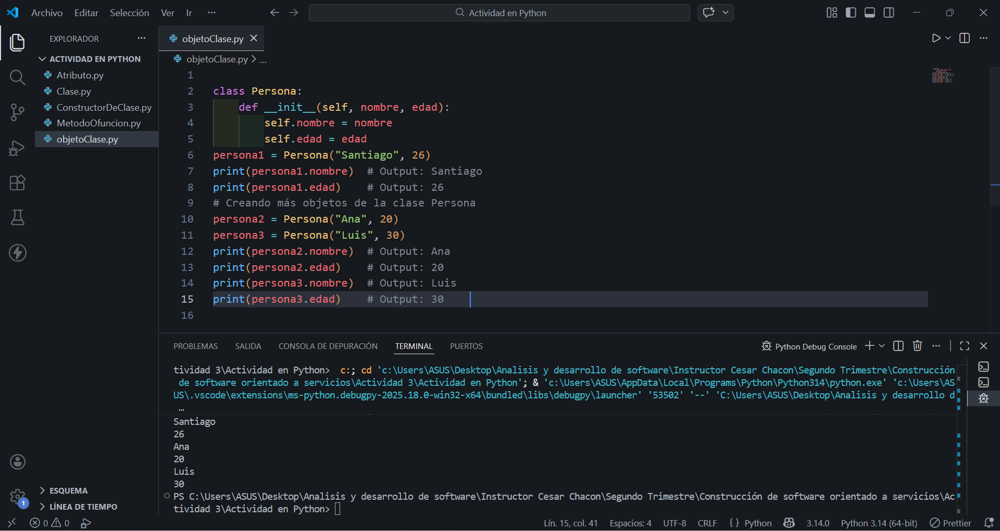 Archivo Editar Selección Ver Ir ··· Actividad en Python
EXPLORADOR ···
ACTIVIDAD EN PYTHON
Atributo.py
Clase.py
ConstructorDeClase.py
MetodoOfuncion.py
objetoClase.py
ESQUEMA
LÍNEA DE TIEMPO
1
objetoClase.py
objetoClase.py > ...
1
2 class Persona:
3     def __init__(self, nombre, edad):
4         self.nombre = nombre
5         self.edad = edad
6 persona1 = Persona("Santiago", 26)
7 print(persona1.nombre)  # Output: Santiago
8 print(persona1.edad)    # Output: 26
9 # Creando más objetos de la clase Persona
10 persona2 = Persona("Ana", 20)
11 persona3 = Persona("Luis", 30)
12 print(persona2.nombre)  # Output: Ana
13 print(persona2.edad)    # Output: 20
14 print(persona3.nombre)  # Output: Luis
15 print(persona3.edad)    # Output: 30
16
PROBLEMAS SALIDA CONSOLA DE DEPURACIÓN TERMINAL PUERTOS Python Debug Console
tividad 3\Actividad en Python>  c:; cd 'c:\Users\ASUS\Desktop\Analisis y desarrollo de software\Instructor Cesar Chacon\Segundo Trimestre\Construcción
 de software orientado a servicios\Actividad 3\Actividad en Python'; & 'c:\Users\ASUS\AppData\Local\Programs\Python\Python314\python.exe' 'c:\Users\AS
US\.vscode\extensions\ms-python.debugpy-2025.18.0-win32-x64\bundled\libs\debugpy\launcher' '53502' '--' 'C:\Users\ASUS\Desktop\Analisis y desarrollo d
…
Santiago
26
Ana
20
Luis
30
PS C:\Users\ASUS\Desktop\Analisis y desarrollo de software\Instructor Cesar Chacon\Segundo Trimestre\Construcción de software orientado a servicios\Ac
tividad 3\Actividad en Python>
0 0 Lín. 15, col. 41 Espacios: 4 UTF-8 CRLF {} Python 3.14.0 Python 3.14 (64-bit) Prettier